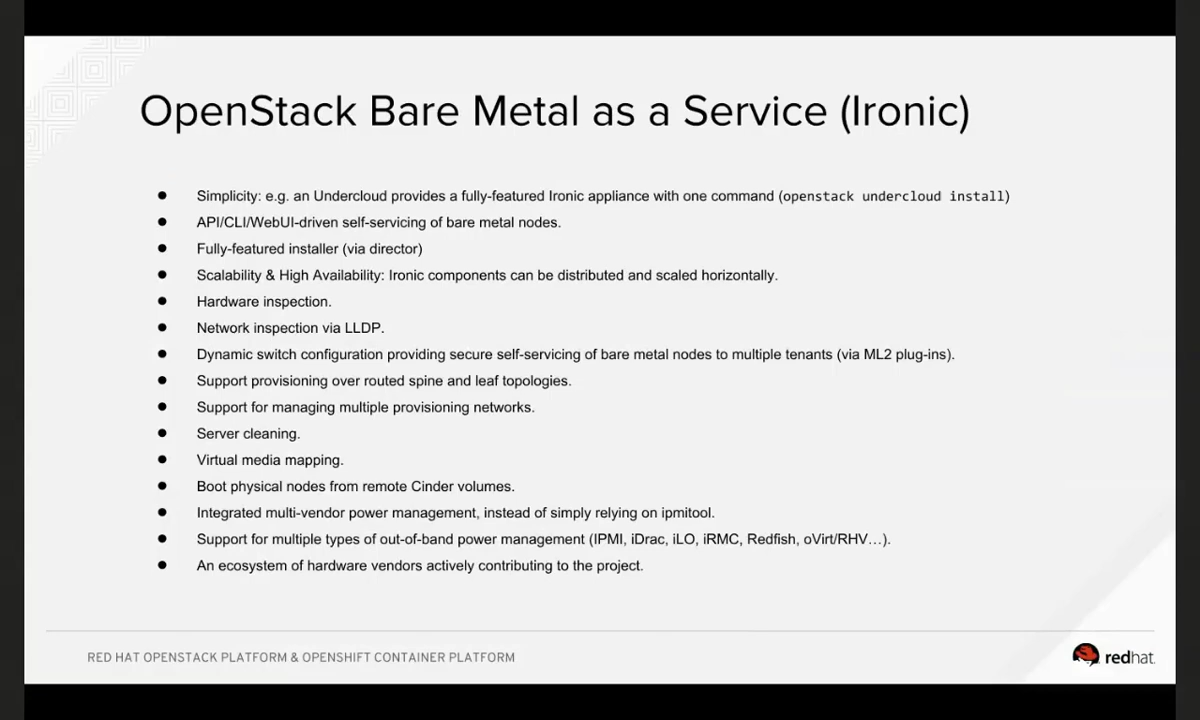 OpenStack Bare Metal as a Service (Ironic)
● Simplicity: e.g. an Undercloud provides a fully-featured Ironic appliance with one command (openstack undercloud install)
● API/CLI/WebUI-driven self-servicing of bare metal nodes.
● Fully-featured installer (via director)
● Scalability & High Availability: Ironic components can be distributed and scaled horizontally.
● Hardware inspection.
● Network inspection via LLDP.
● Dynamic switch configuration providing secure self-servicing of bare metal nodes to multiple tenants (via ML2 plug-ins).
● Support provisioning over routed spine and leaf topologies.
● Support for managing multiple provisioning networks.
● Server cleaning.
● Virtual media mapping.
● Boot physical nodes from remote Cinder volumes.
● Integrated multi-vendor power management, instead of simply relying on ipmitool.
● Support for multiple types of out-of-band power management (IPMI, iDrac, iLO, iRMC, Redfish, oVirt/RHV…).
● An ecosystem of hardware vendors actively contributing to the project.
RED HAT OPENSTACK PLATFORM & OPENSHIFT CONTAINER PLATFORM
redhat.